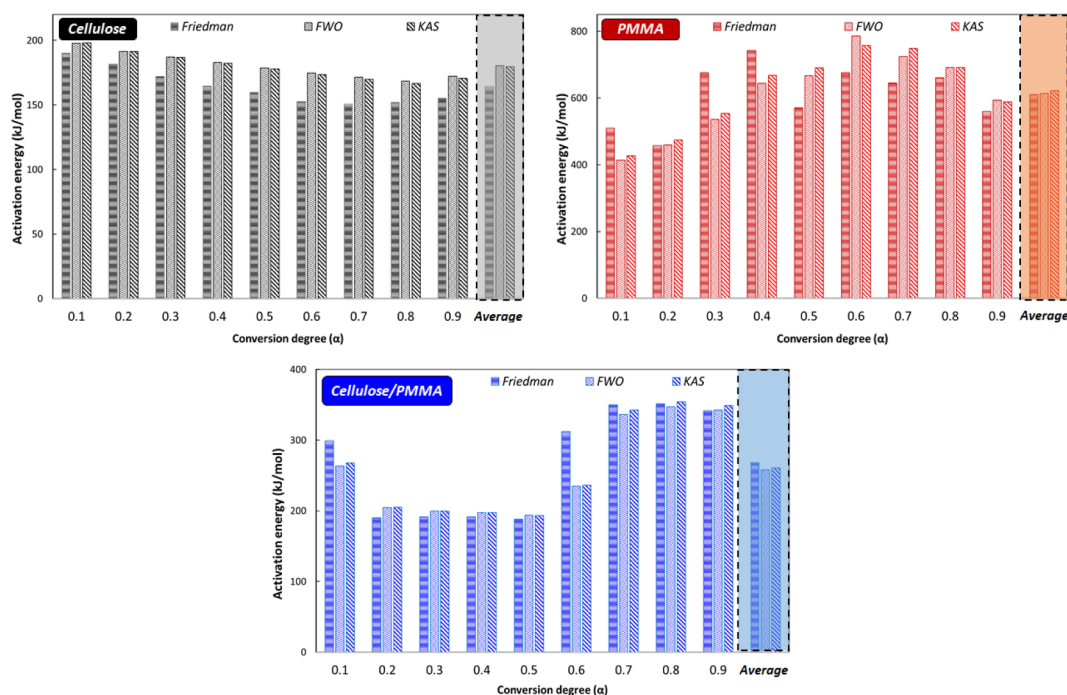 Cellulose
Friedman FWO KAS
Activation energy (kJ/mol)
200
150
100
50
0
0.1 0.2 0.3 0.4 0.5 0.6 0.7 0.8 0.9 Average
Conversion degree (α)
PMMA
Friedman FWO KAS
Activation energy (kJ/mol)
800
600
400
200
0
0.1 0.2 0.3 0.4 0.5 0.6 0.7 0.8 0.9 Average
Conversion degree (α)
Cellulose/PMMA
Friedman FWO KAS
Activation energy (kJ/mol)
400
300
200
100
0
0.1 0.2 0.3 0.4 0.5 0.6 0.7 0.8 0.9 Average
Conversion degree (α)